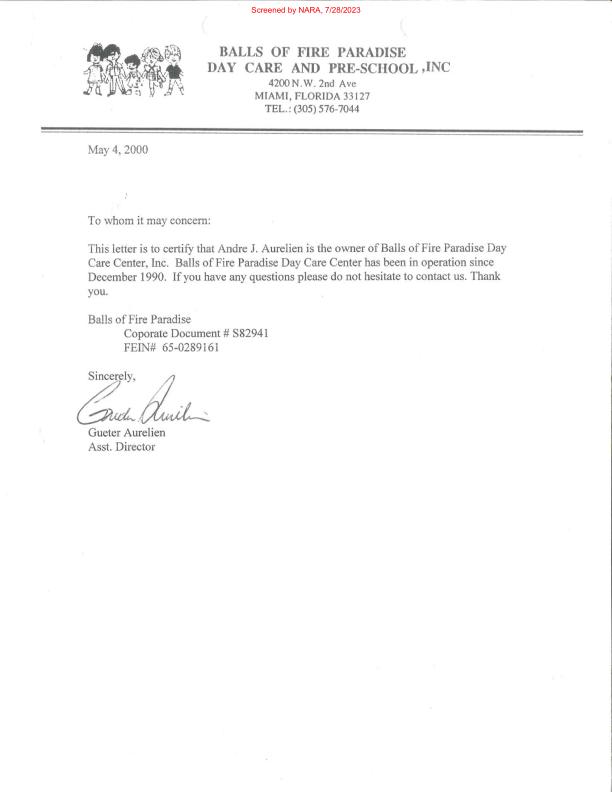 Screened by NARA, 7/28/2023
BALLS OF FIRE PARADISE
DAY CARE AND PRE-SCHOOL ,INC
4200 N.W. 2nd Ave
MIAMI, FLORIDA 33127
TEL.: (305) 576-7044
May 4, 2000
To whom it may concern:
This letter is to certify that Andre J. Aurelien is the owner of Balls of Fire Paradise Day
Care Center, Inc. Balls of Fire Paradise Day Care Center has been in operation since
December 1990. If you have any questions please do not hesitate to contact us. Thank
you.
Balls of Fire Paradise
Coporate Document # S82941
FEIN# 65-0289161
Sincerely,
Gueter Aurelien
Asst. Director